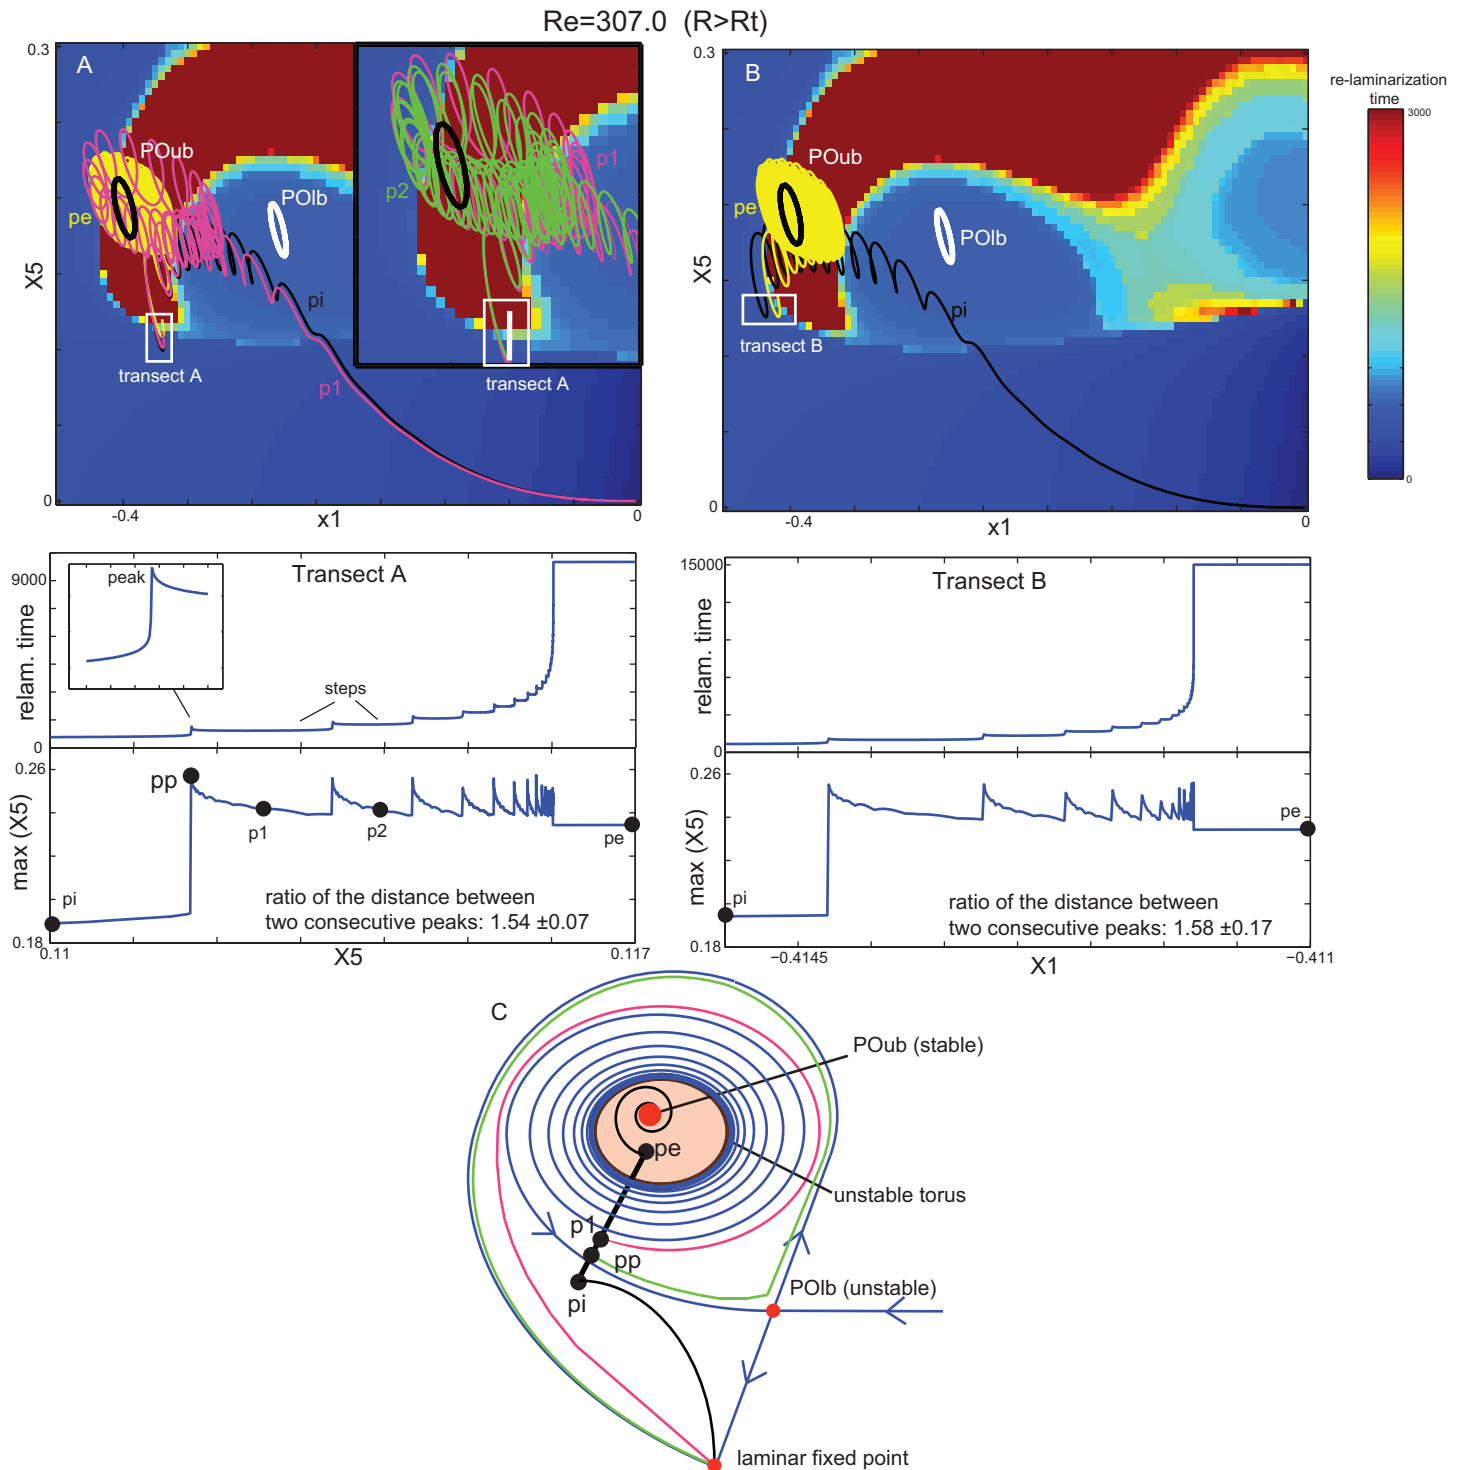 Re=307.0 (R>Rt)
A
0.3
X5
0
-0.4
x1
0
POub
pe
POlb
pi
p1
transect A
p2
p1
transect A
B
0.3
X5
0
-0.4
x1
0
POub
pe
POlb
pi
transect B
re-laminarization
time
3000
0
Transect A
peak
steps
9000
relam. time
0
0.26
max (X5)
0.18
pp
p1
p2
pe
pi
ratio of the distance between
two consecutive peaks: 1.54 ±0.07
0.11
X5
0.117
Transect B
15000
relam. time
0
0.26
max (X5)
0.18
pe
pi
ratio of the distance between
two consecutive peaks: 1.58 ±0.17
−0.4145
X1
−0.411
C
POub (stable)
pe
unstable torus
p1
pp
pi
POlb (unstable)
laminar fixed point